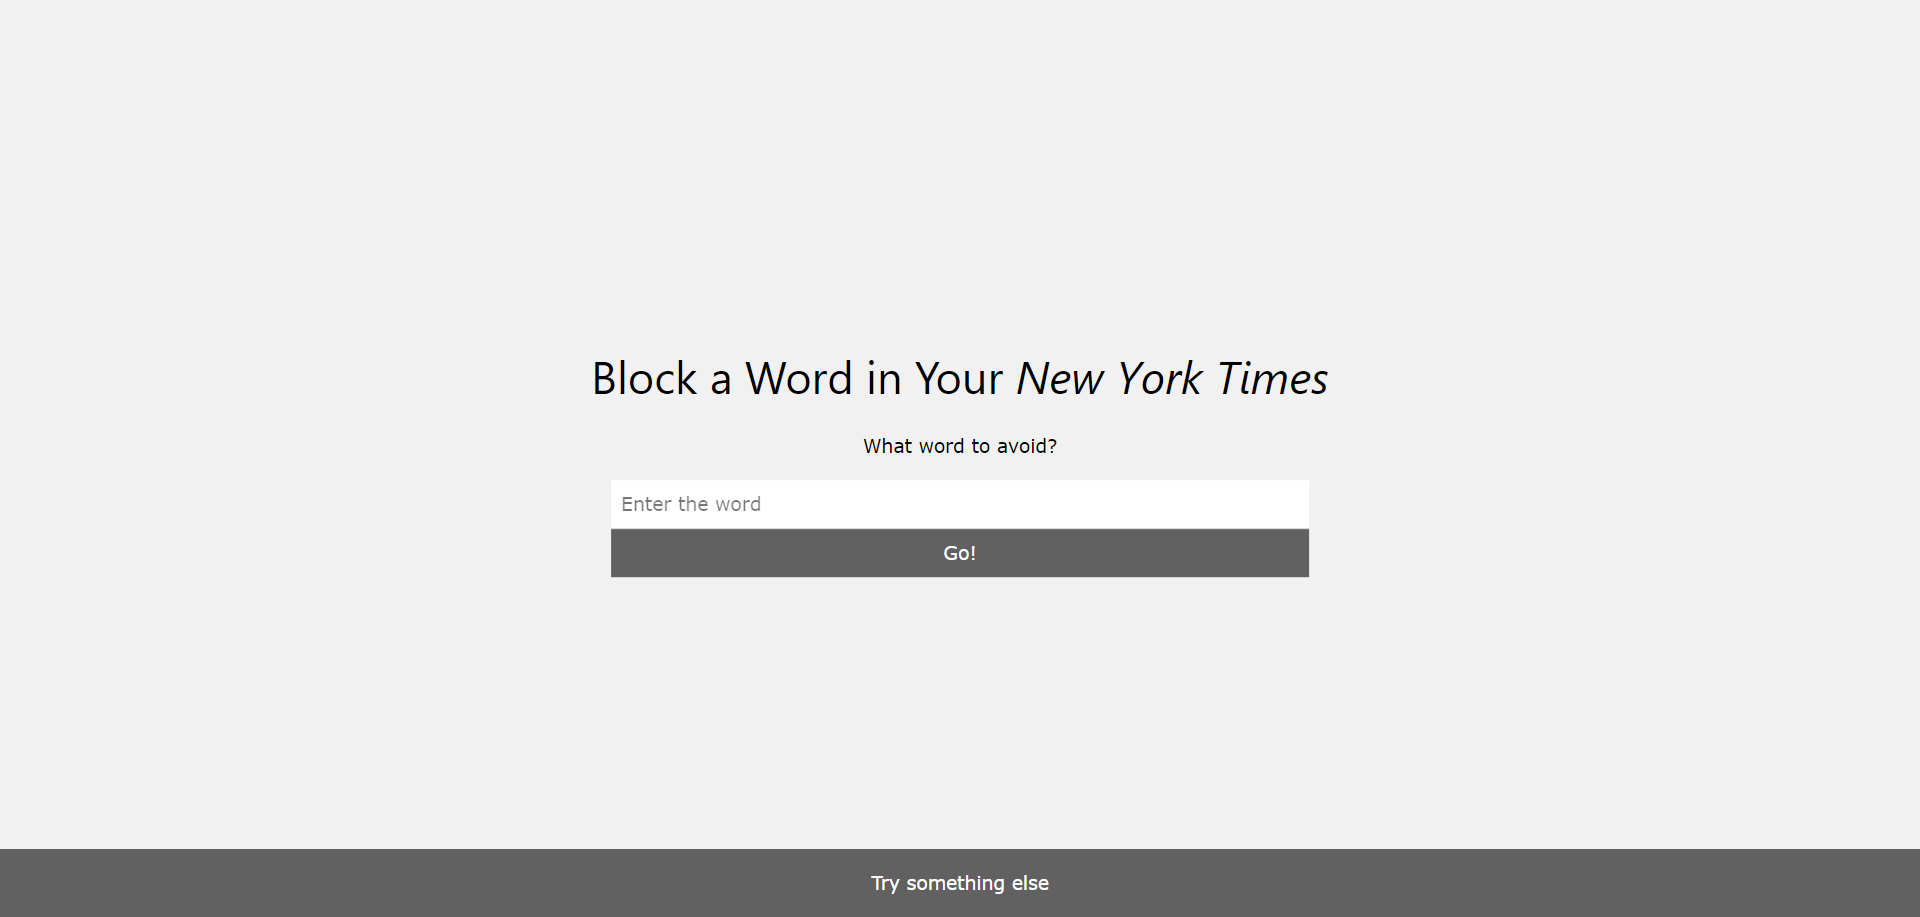 Block a Word in Your New York Times
What word to avoid?
Enter the word
Go!
Try something else